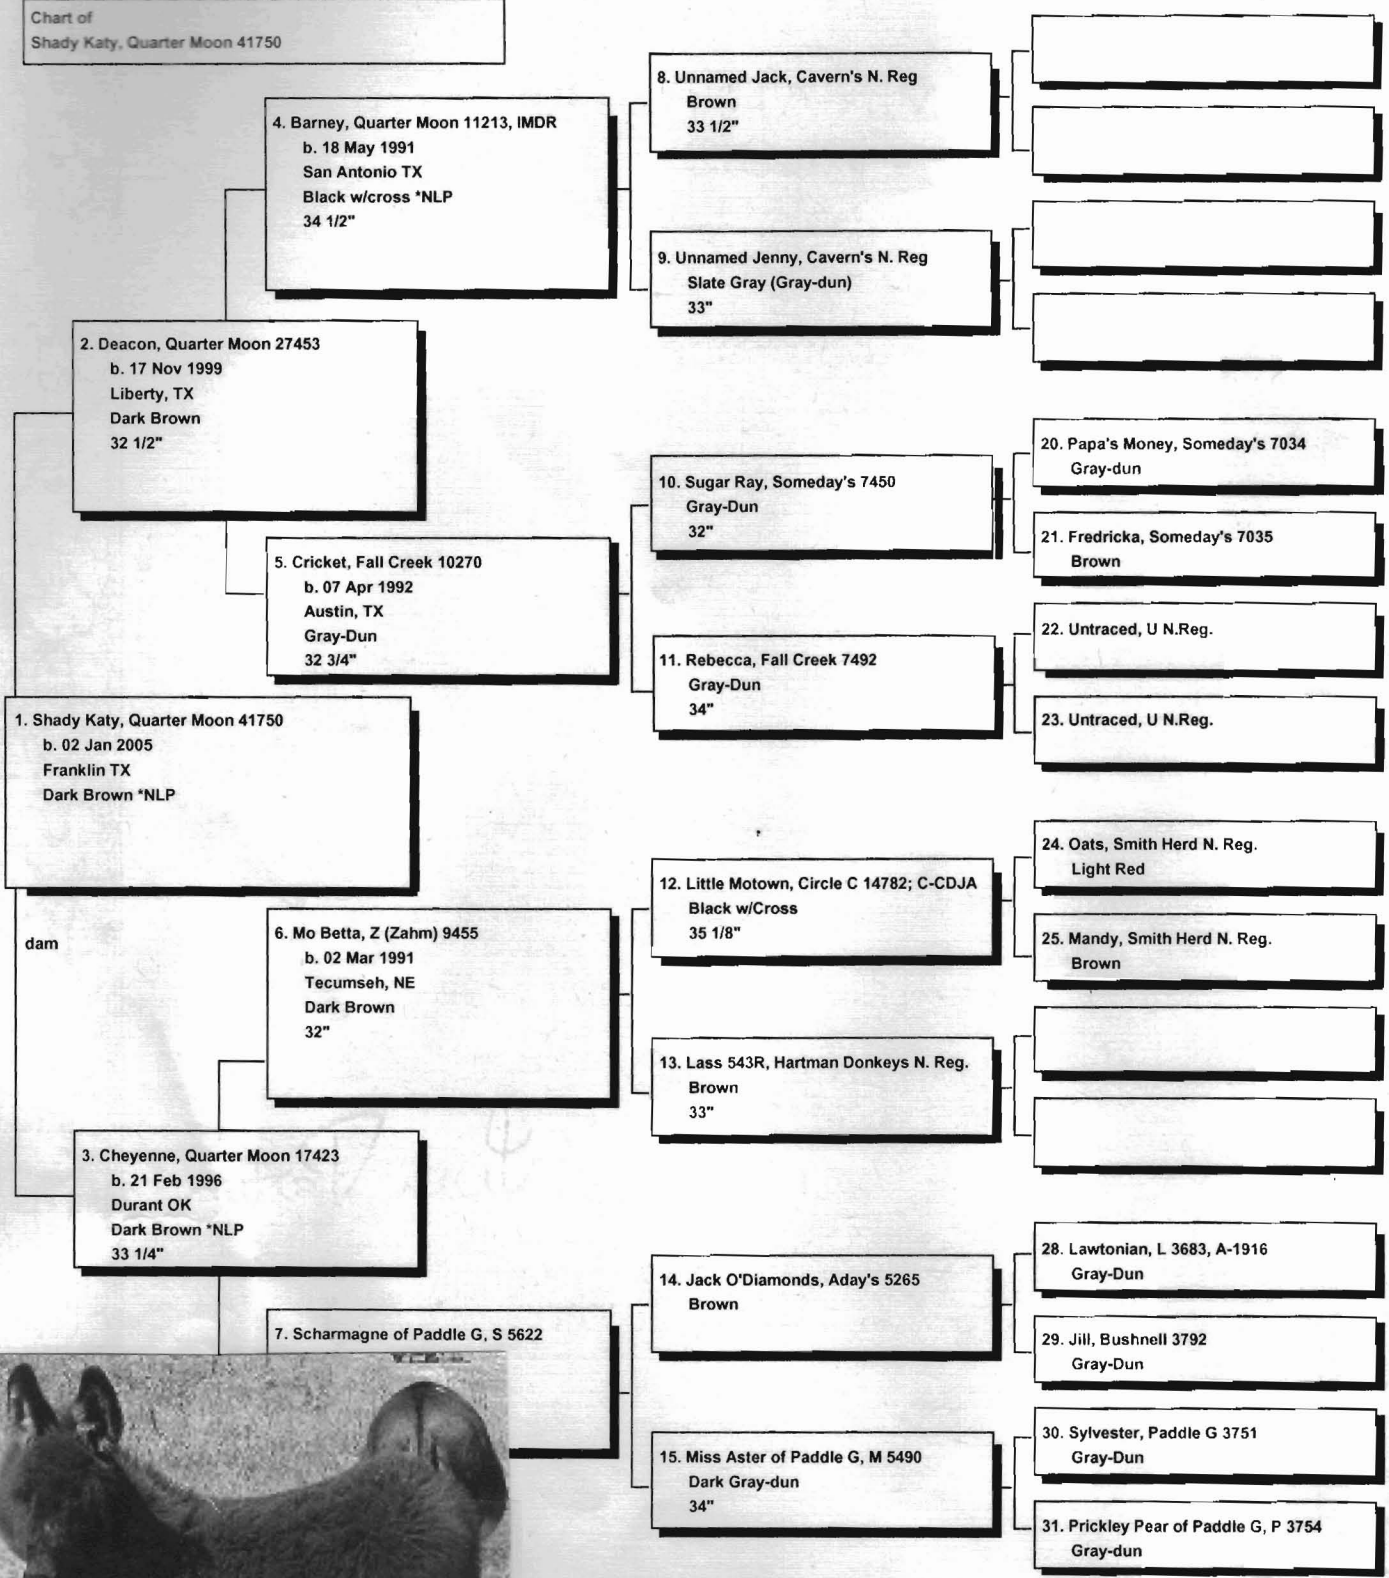 Chart of
Shady Katy, Quarter Moon 41750
8. Unnamed Jack, Cavern's N. Reg
Brown
33 1/2"
4. Barney, Quarter Moon 11213, IMDR
b. 18 May 1991
San Antonio TX
Black w/cross *NLP
34 1/2"
9. Unnamed Jenny, Cavern's N. Reg
Slate Gray (Gray-dun)
33"
2. Deacon, Quarter Moon 27453
b. 17 Nov 1999
Liberty, TX
Dark Brown
32 1/2"
20. Papa's Money, Someday's 7034
Gray-dun
10. Sugar Ray, Someday's 7450
Gray-Dun
32"
21. Fredricka, Someday's 7035
Brown
5. Cricket, Fall Creek 10270
b. 07 Apr 1992
Austin, TX
Gray-Dun
32 3/4"
22. Untraced, U N.Reg.
11. Rebecca, Fall Creek 7492
Gray-Dun
34"
23. Untraced, U N.Reg.
1. Shady Katy, Quarter Moon 41750
b. 02 Jan 2005
Franklin TX
Dark Brown *NLP
24. Oats, Smith Herd N. Reg.
Light Red
12. Little Motown, Circle C 14782; C-CDJA
Black w/Cross
35 1/8"
25. Mandy, Smith Herd N. Reg.
Brown
dam
6. Mo Betta, Z (Zahm) 9455
b. 02 Mar 1991
Tecumseh, NE
Dark Brown
32"
13. Lass 543R, Hartman Donkeys N. Reg.
Brown
33"
3. Cheyenne, Quarter Moon 17423
b. 21 Feb 1996
Durant OK
Dark Brown *NLP
33 1/4"
28. Lawtonian, L 3683, A-1916
Gray-Dun
14. Jack O'Diamonds, Aday's 5265
Brown
29. Jill, Bushnell 3792
Gray-Dun
7. Scharmagne of Paddle G, S 5622
30. Sylvester, Paddle G 3751
Gray-Dun
15. Miss Aster of Paddle G, M 5490
Dark Gray-dun
34"
31. Prickley Pear of Paddle G, P 3754
Gray-dun